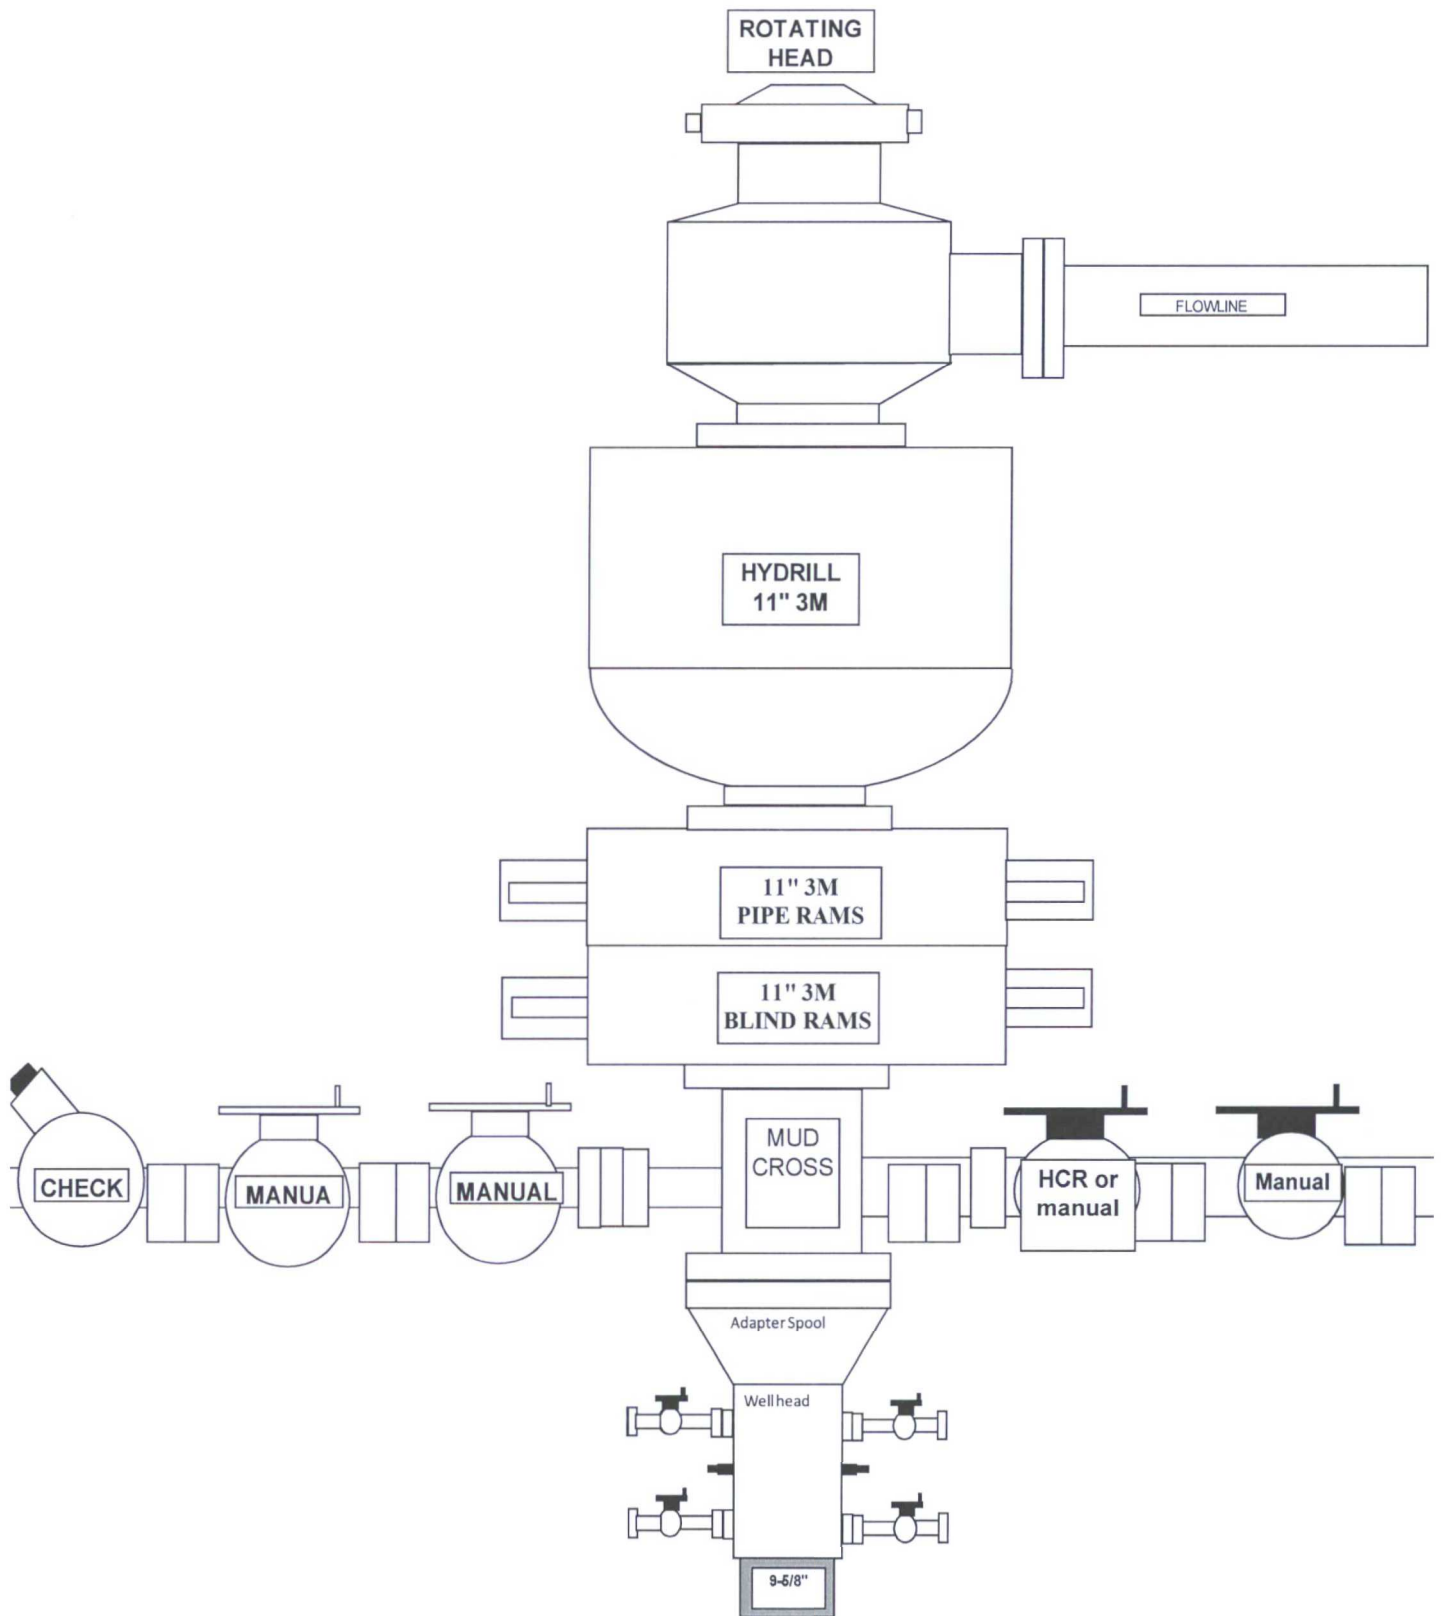 ROTATING
HEAD
FLOWLINE
HYDRILL
11" 3M
11" 3M
PIPE RAMS
11" 3M
BLIND RAMS
CHECK
MANUA
MANUAL
MUD
CROSS
HCR or
manual
Manual
Adapter Spool
Wellhead
9-5/8"